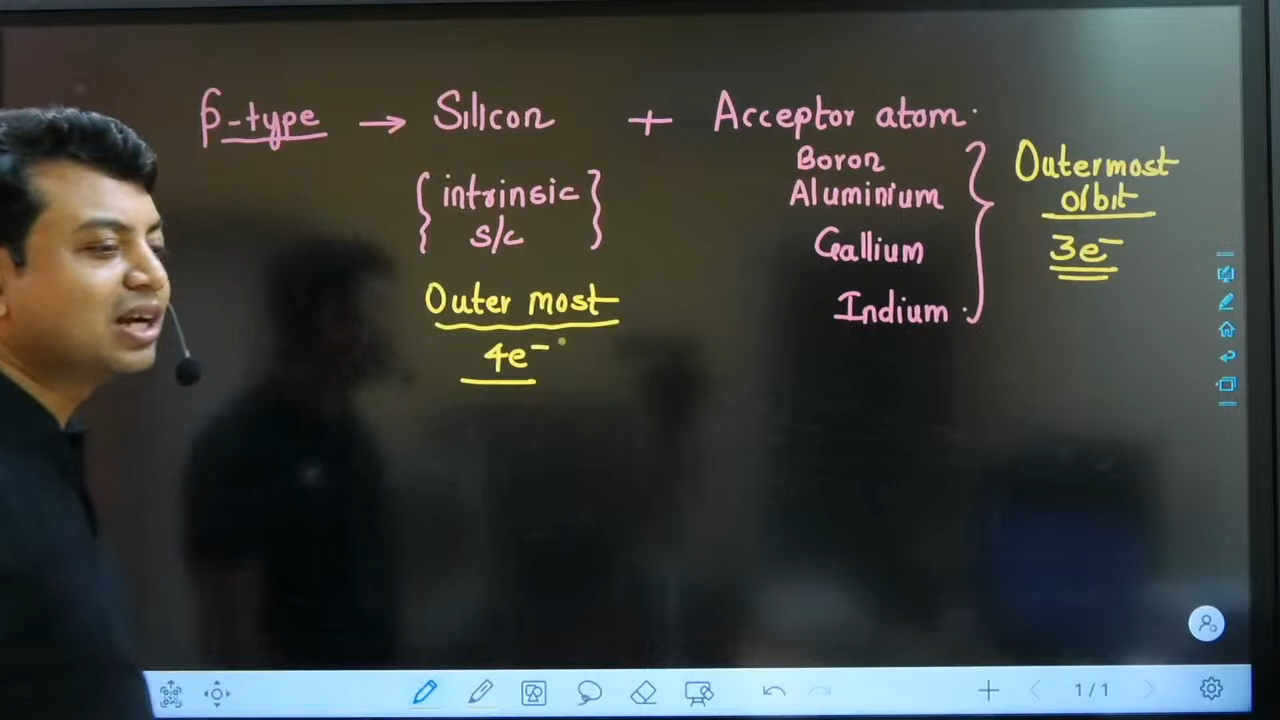 p-type → Silicon + Acceptor atom.
{ intrinsic s/c }
Outer most
4e⁻
Boron
Aluminium
Gallium
Indium
Outermost
orbit
3e⁻
1/1